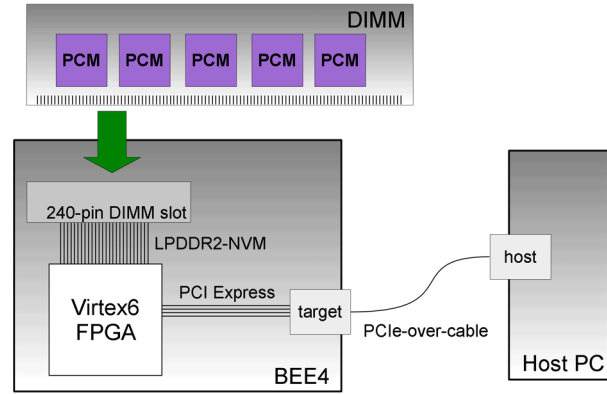 DIMM
PCM PCM PCM PCM PCM
240-pin DIMM slot
LPDDR2-NVM
Virtex6
FPGA
PCI Express
target
host
PCIe-over-cable
BEE4
Host PC